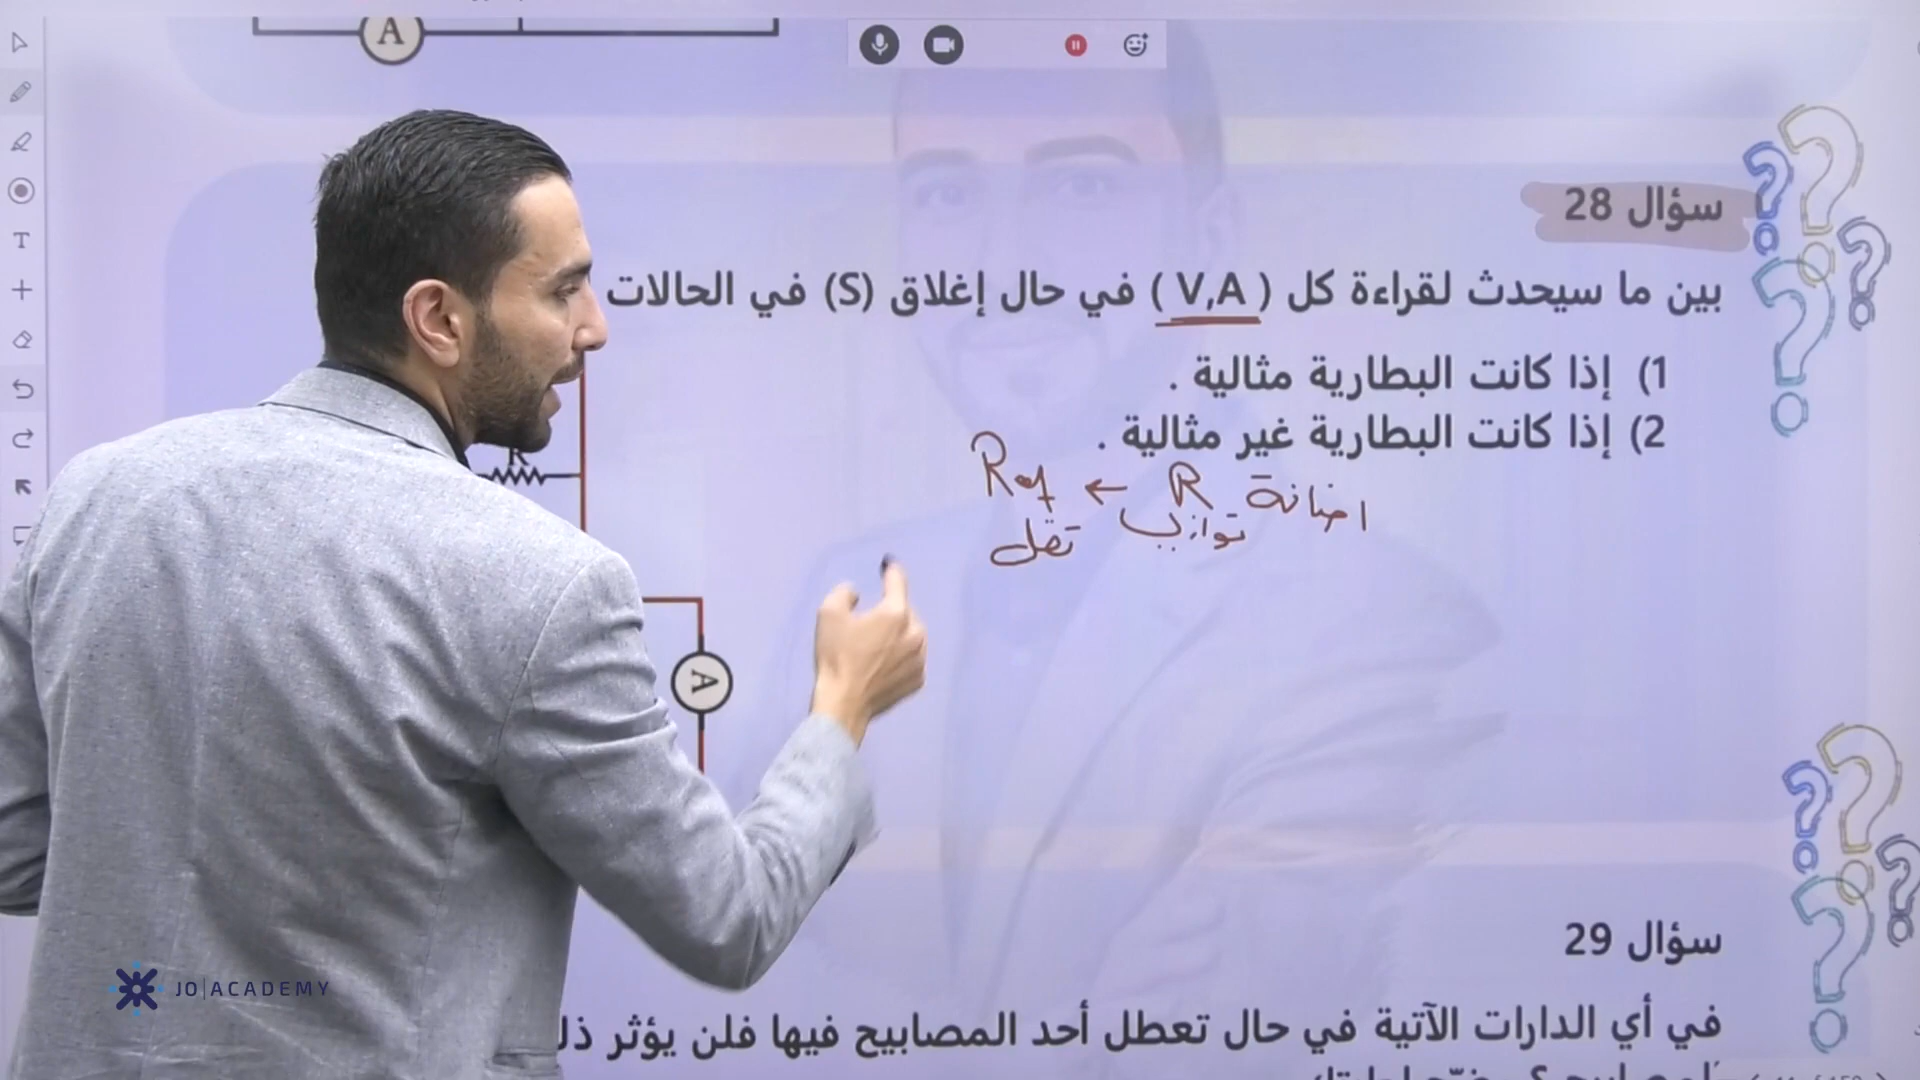 A
سؤال 28
بين ما سيحدث لقراءة كل ( V,A ) في حال إغلاق (S) في الحالات
1) إذا كانت البطارية مثالية .
2) إذا كانت البطارية غير مثالية .
R
اضافة R ← Req
توازي تقل
A
سؤال 29
JO ACADEMY
في أي الدارات الآتية في حال تعطل أحد المصابيح فيها فلن يؤثر